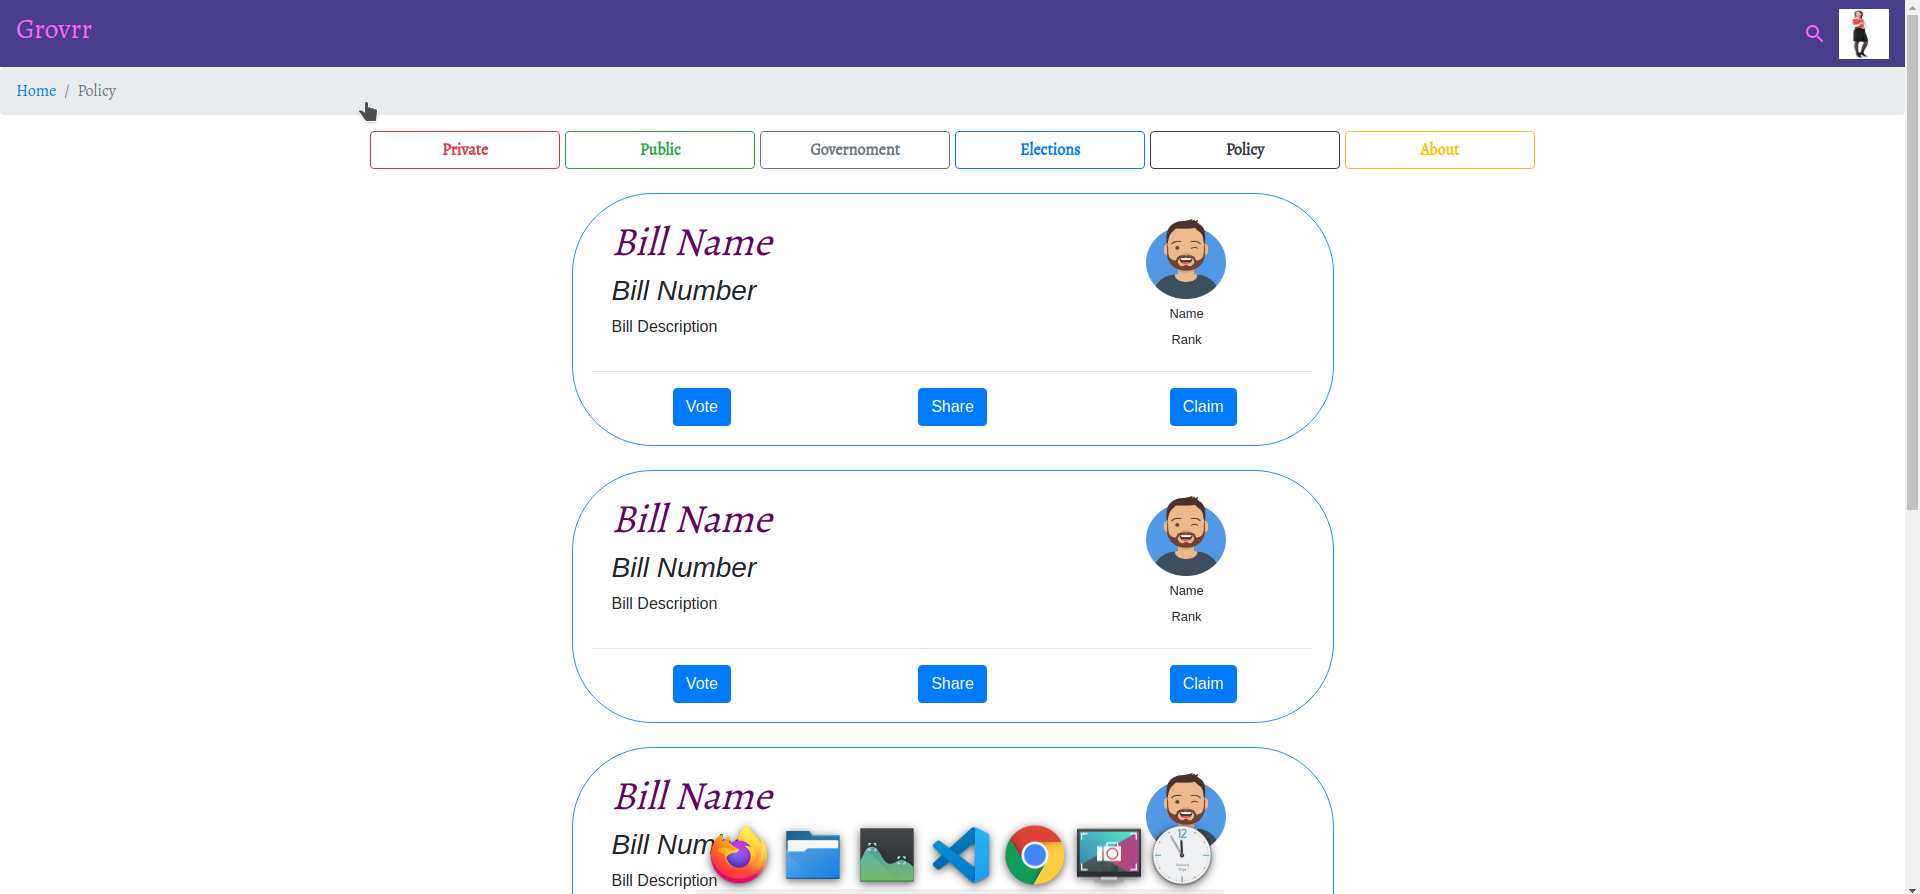 Grovrr
Home / Policy
Private Public Governoment Elections Policy About
Bill Name
Bill Number
Bill Description
Name
Rank
Vote Share Claim
Bill Name
Bill Number
Bill Description
Name
Rank
Vote Share Claim
Bill Name
Bill Num
Bill Description
12